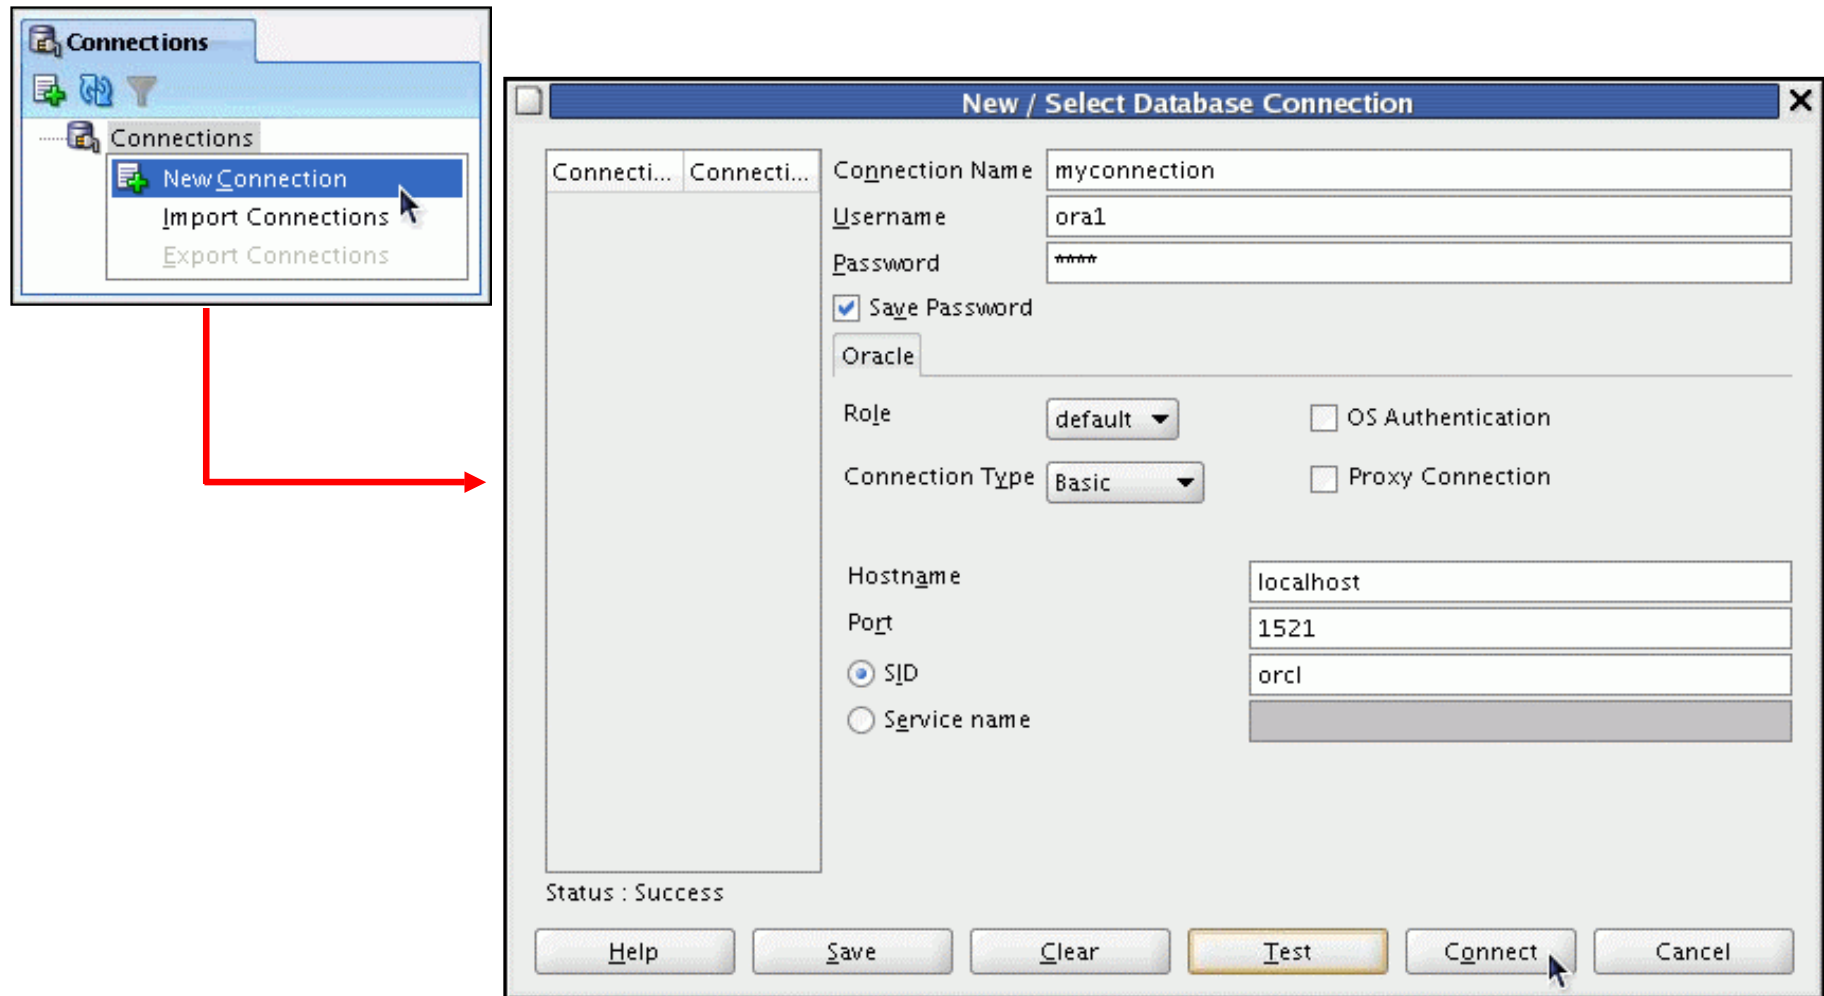 Connections
Connections
New Connection
Import Connections
Export Connections
New / Select Database Connection
Connecti... Connecti...
Connection Name myconnection
Username ora1
Password ****
Save Password
Oracle
Role default OS Authentication
Connection Type Basic Proxy Connection
Hostname localhost
Port 1521
SID orcl
Service name
Status : Success
Help Save Clear Test Connect Cancel